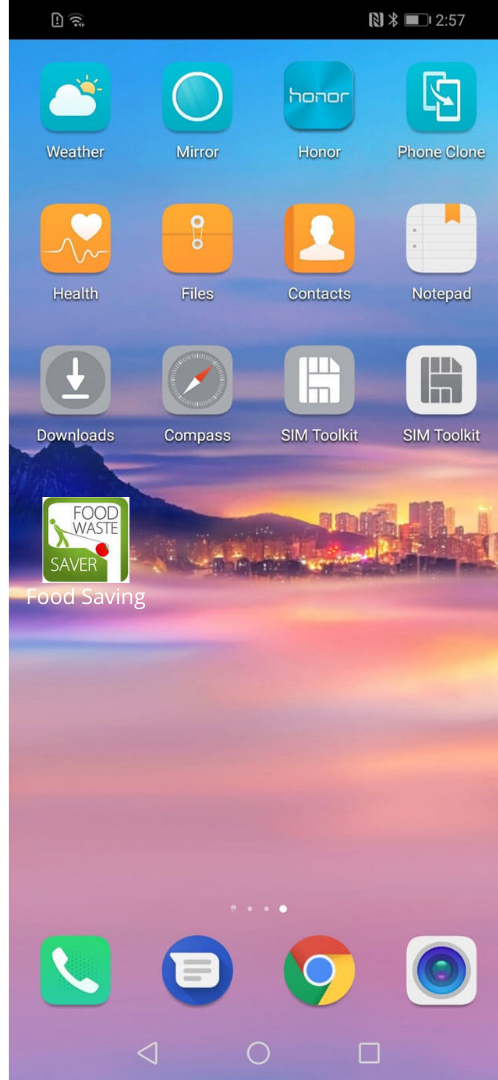 2:57
Weather
Mirror
honor
Honor
Phone Clone
Health
Files
Contacts
Notepad
Downloads
Compass
SIM Toolkit
SIM Toolkit
FOOD
WASTE
SAVER
Food Saving